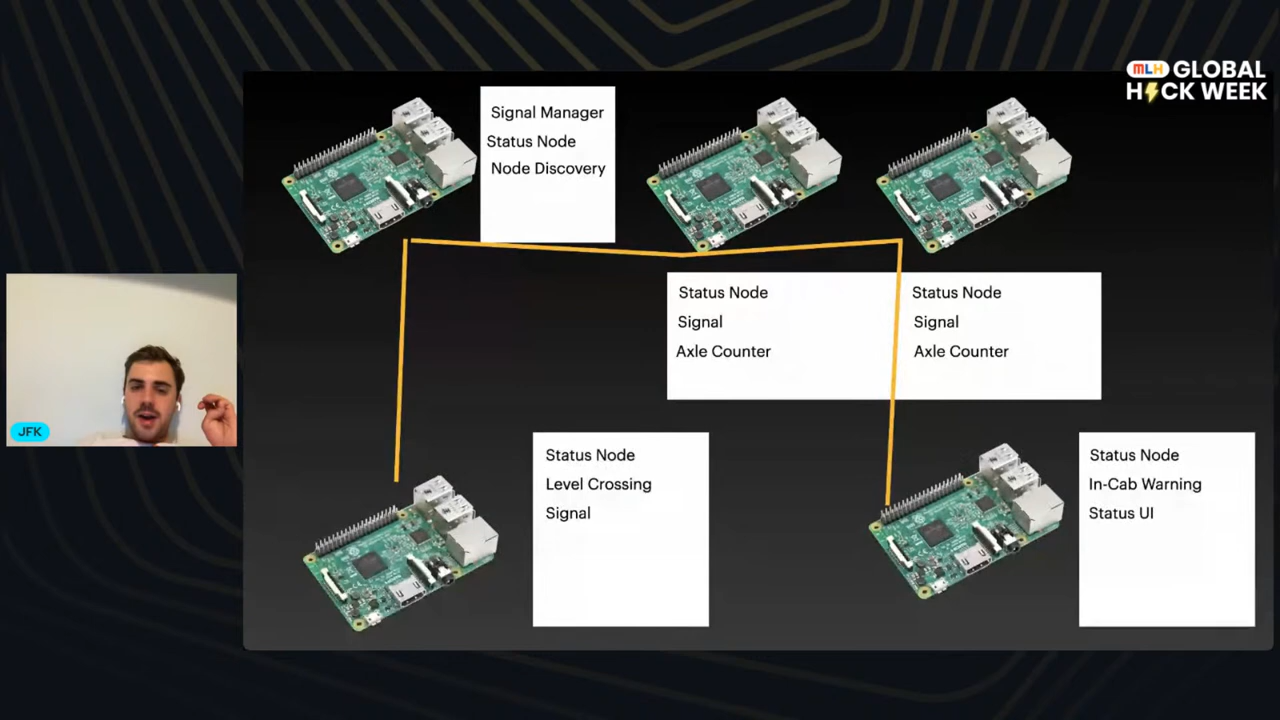 MLH GLOBAL
HACK WEEK
Signal Manager
Status Node
Node Discovery
Status Node
Signal
Axle Counter
Status Node
Signal
Axle Counter
JFK
Status Node
Level Crossing
Signal
Status Node
In-Cab Warning
Status UI